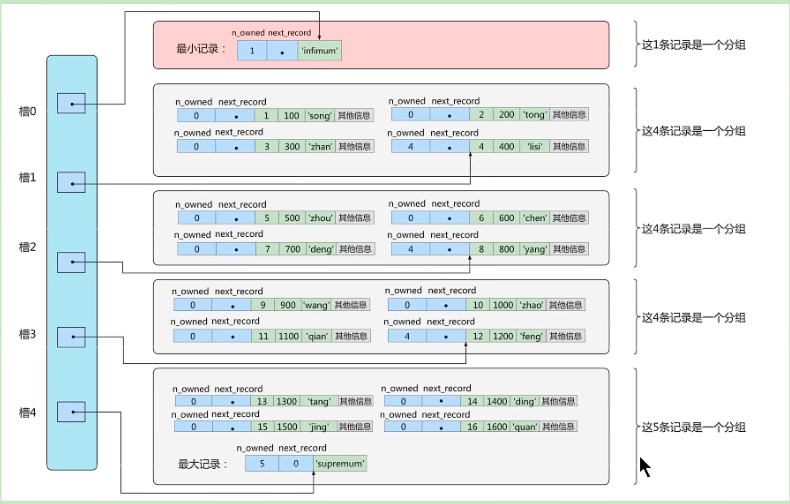 n_owned next_record
最小记录： 1 'infimum'
这1条记录是一个分组
槽0
n_owned next_record n_owned next_record
0 1 100 'song' 其他信息 0 2 200 'tong' 其他信息
n_owned next_record n_owned next_record
0 3 300 'zhan' 其他信息 4 4 400 'lisi' 其他信息
这4条记录是一个分组
槽1
n_owned next_record n_owned next_record
0 5 500 'zhou' 其他信息 0 6 600 'chen' 其他信息
n_owned next_record n_owned next_record
0 7 700 'deng' 其他信息 4 8 800 'yang' 其他信息
这4条记录是一个分组
槽2
n_owned next_record n_owned next_record
0 9 900 'wang' 其他信息 0 10 1000 'zhao' 其他信息
n_owned next_record n_owned next_record
0 11 1100 'qian' 其他信息 4 12 1200 'feng' 其他信息
这4条记录是一个分组
槽3
n_owned next_record n_owned next_record
0 13 1300 'tang' 其他信息 0 14 1400 'ding' 其他信息
n_owned next_record n_owned next_record
0 15 1500 'jing' 其他信息 0 16 1600 'quan' 其他信息
这5条记录是一个分组
槽4
n_owned next_record
最大记录： 5 0 'supremum'